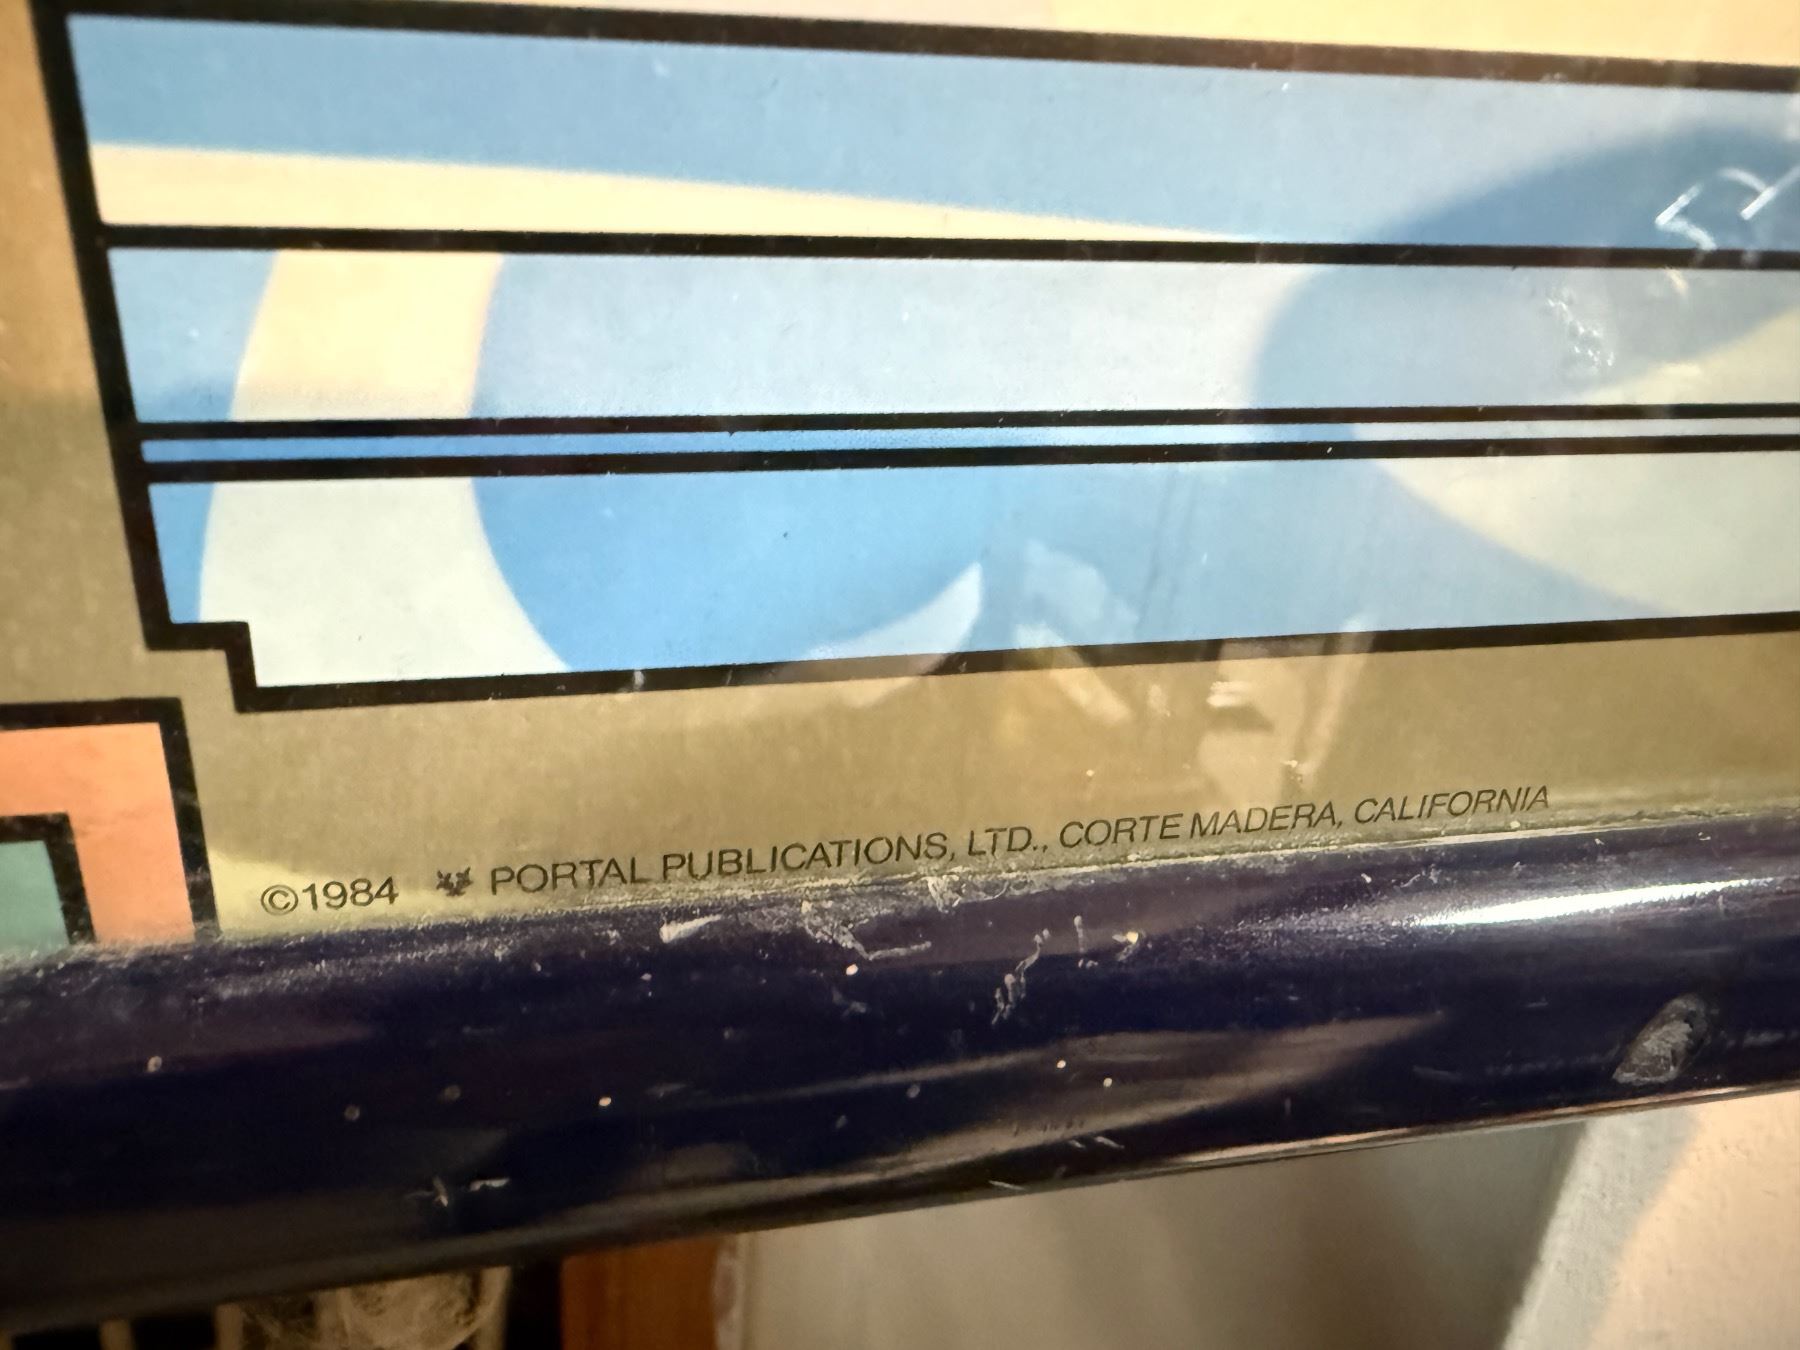 ©1984 PORTAL PUBLICATIONS, LTD., CORTE MADERA, CALIFORNIA